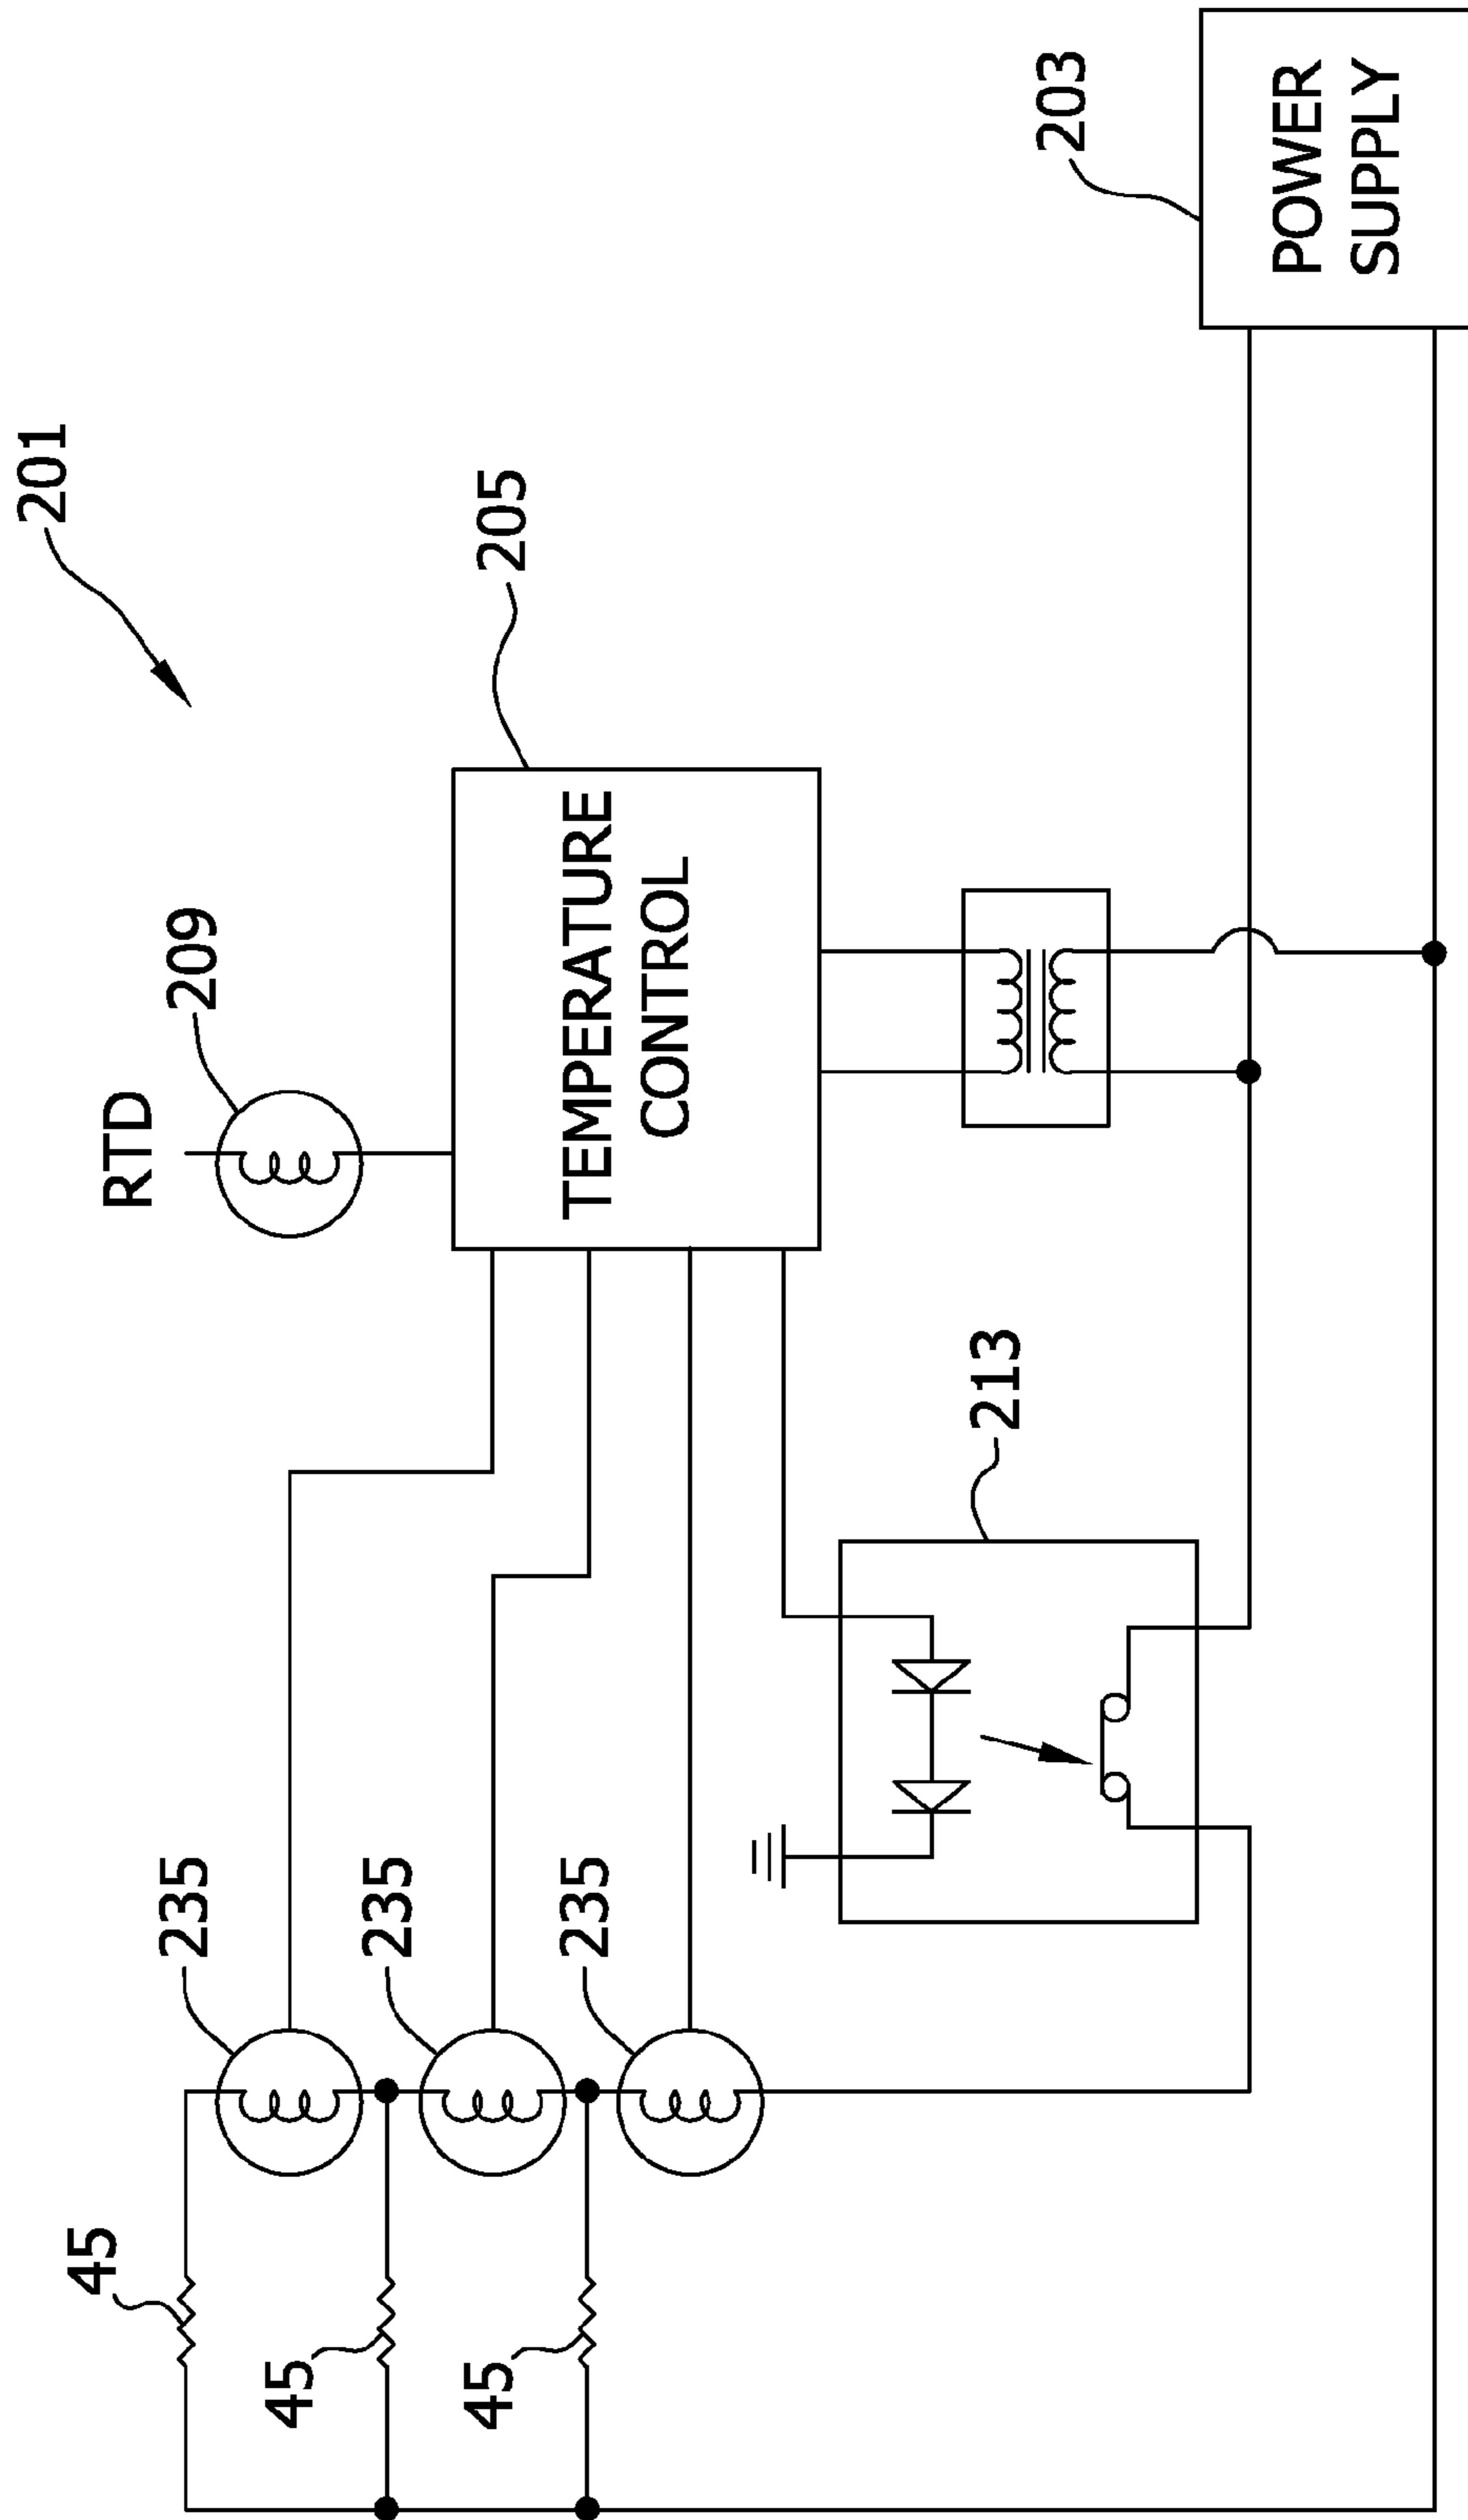 201
RTD
209
205
TEMPERATURE
CONTROL
203
POWER
SUPPLY
213
235
235
235
45
45
45